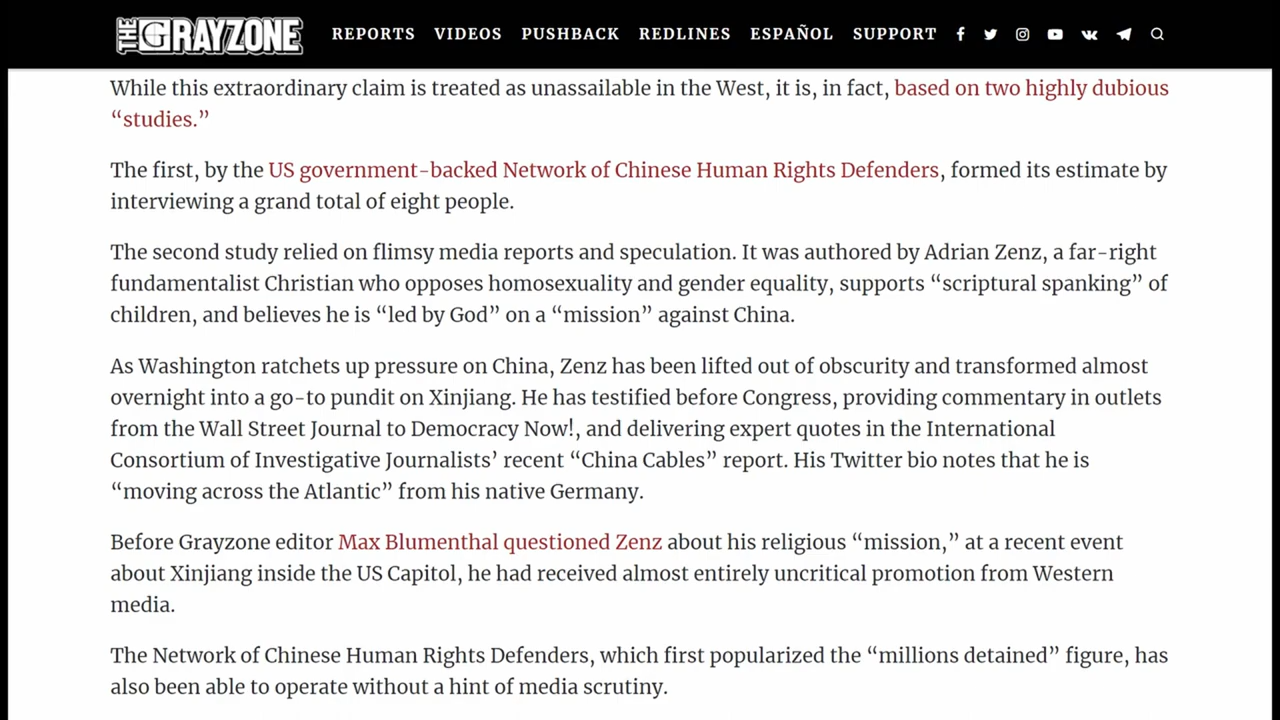 THE GRAYZONE REPORTS VIDEOS PUSHBACK REDLINES ESPAÑOL SUPPORT
While this extraordinary claim is treated as unassailable in the West, it is, in fact, based on two highly dubious
“studies.”
The first, by the US government-backed Network of Chinese Human Rights Defenders, formed its estimate by
interviewing a grand total of eight people.
The second study relied on flimsy media reports and speculation. It was authored by Adrian Zenz, a far-right
fundamentalist Christian who opposes homosexuality and gender equality, supports “scriptural spanking” of
children, and believes he is “led by God” on a “mission” against China.
As Washington ratchets up pressure on China, Zenz has been lifted out of obscurity and transformed almost
overnight into a go-to pundit on Xinjiang. He has testified before Congress, providing commentary in outlets
from the Wall Street Journal to Democracy Now!, and delivering expert quotes in the International
Consortium of Investigative Journalists’ recent “China Cables” report. His Twitter bio notes that he is
“moving across the Atlantic” from his native Germany.
Before Grayzone editor Max Blumenthal questioned Zenz about his religious “mission,” at a recent event
about Xinjiang inside the US Capitol, he had received almost entirely uncritical promotion from Western
media.
The Network of Chinese Human Rights Defenders, which first popularized the “millions detained” figure, has
also been able to operate without a hint of media scrutiny.